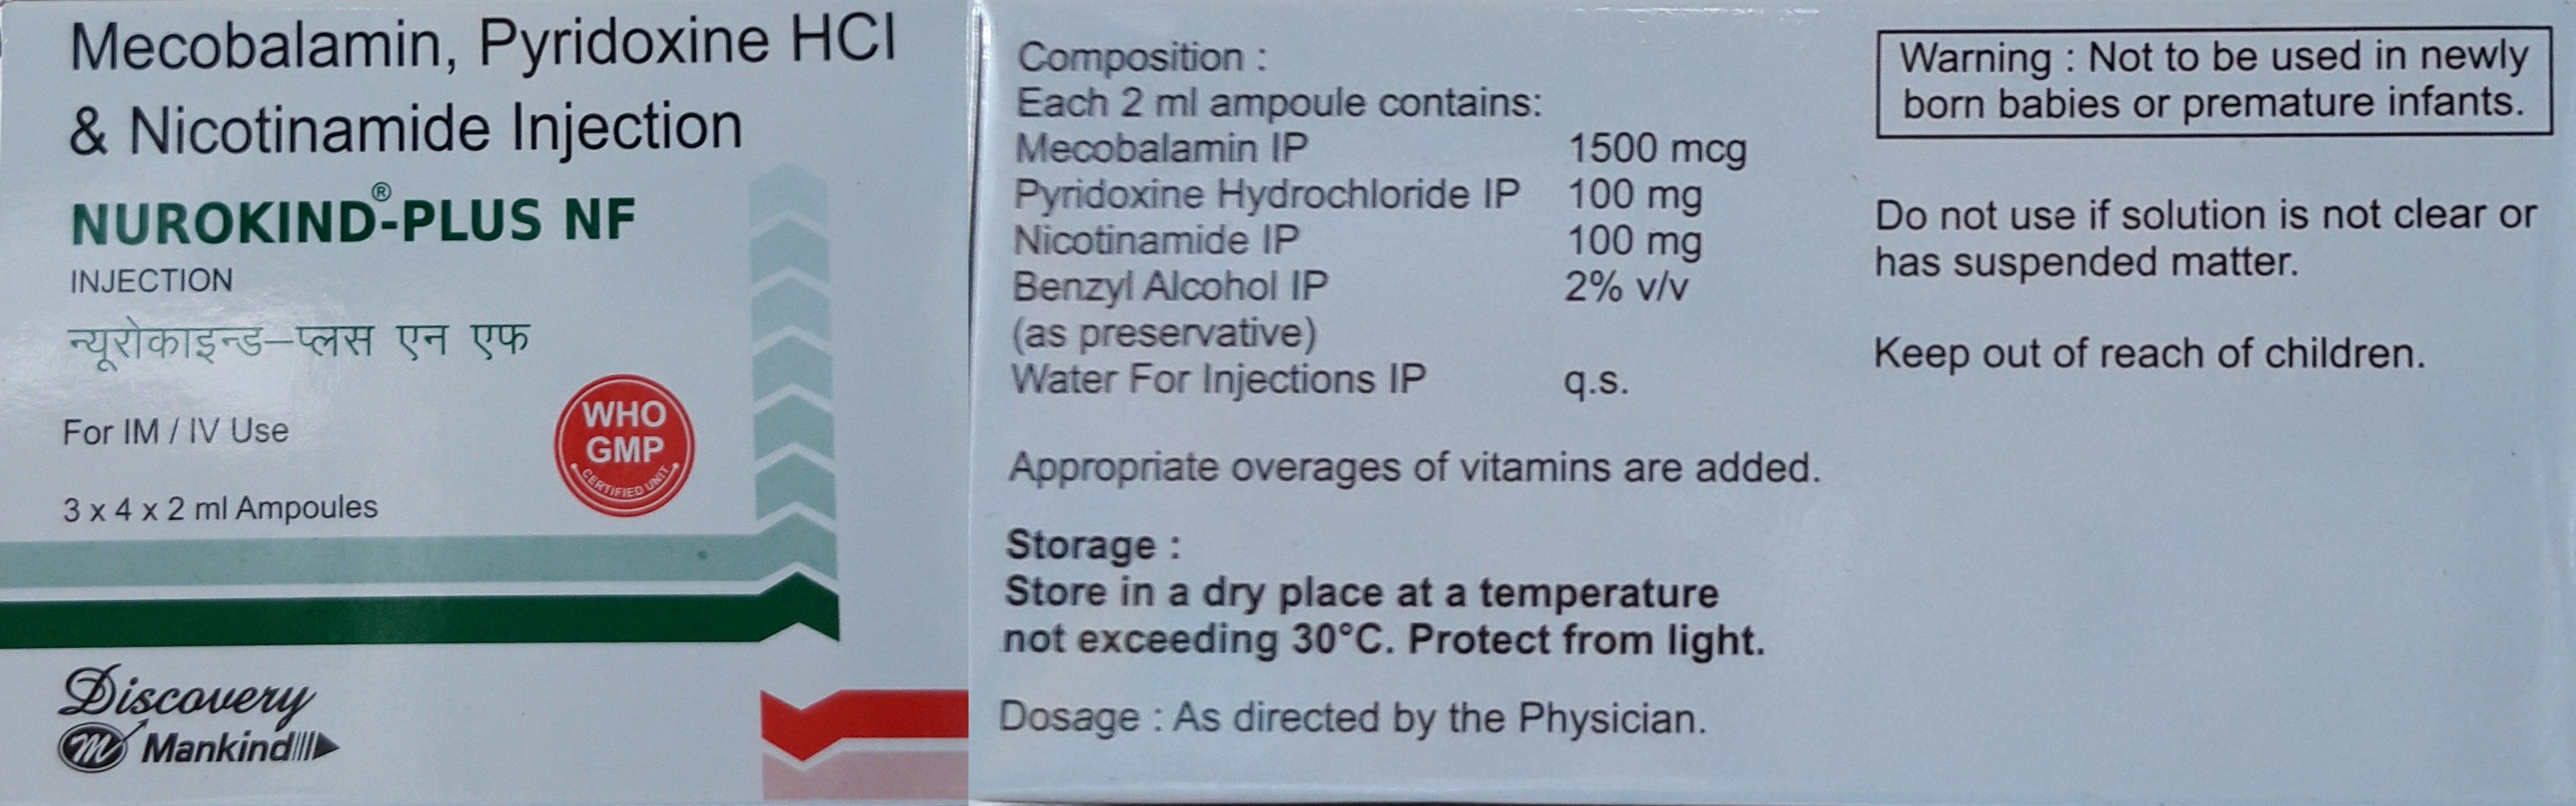 Mecobalamin, Pyridoxine HCl
& Nicotinamide Injection
NUROKIND®-PLUS NF
INJECTION
न्यूरोकाइन्ड–प्लस एन एफ
For IM / IV Use
3 x 4 x 2 ml Ampoules
WHO
GMP
CERTIFIED UNIT
Discovery
m Mankind
Composition :
Each 2 ml ampoule contains:
Mecobalamin IP 1500 mcg
Pyridoxine Hydrochloride IP 100 mg
Nicotinamide IP 100 mg
Benzyl Alcohol IP 2% v/v
(as preservative)
Water For Injections IP q.s.
Appropriate overages of vitamins are added.
Storage :
Store in a dry place at a temperature
not exceeding 30°C. Protect from light.
Dosage : As directed by the Physician.
Warning : Not to be used in newly
born babies or premature infants.
Do not use if solution is not clear or
has suspended matter.
Keep out of reach of children.